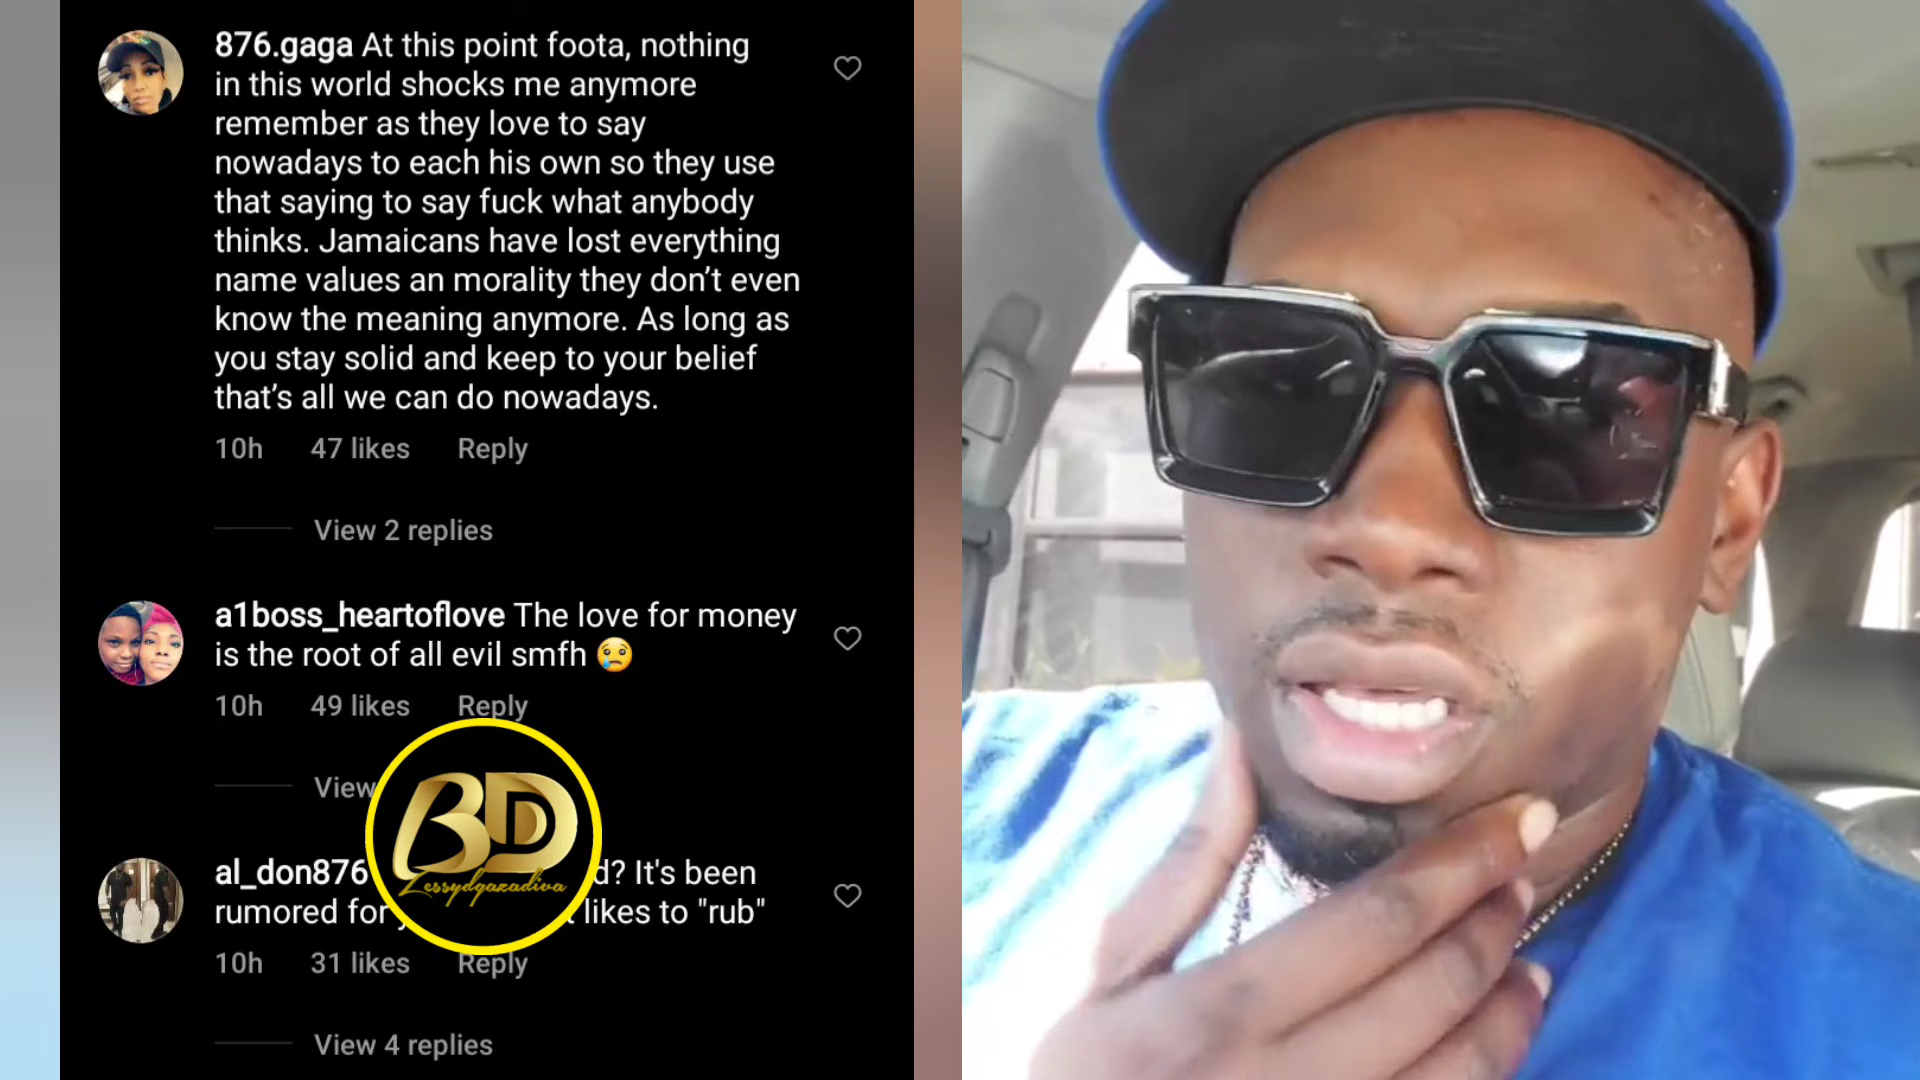 876.gaga At this point foota, nothing
in this world shocks me anymore
remember as they love to say
nowadays to each his own so they use
that saying to say fuck what anybody
thinks. Jamaicans have lost everything
name values an morality they don't even
know the meaning anymore. As long as
you stay solid and keep to your belief
that's all we can do nowadays.
10h 47 likes Reply
View 2 replies
a1boss_heartoflove The love for money
is the root of all evil smfh 😢
10h 49 likes Reply
View
BD
Lessydgazadiva
al_don876 d? It's been
rumored for likes to "rub"
10h 31 likes Reply
View 4 replies